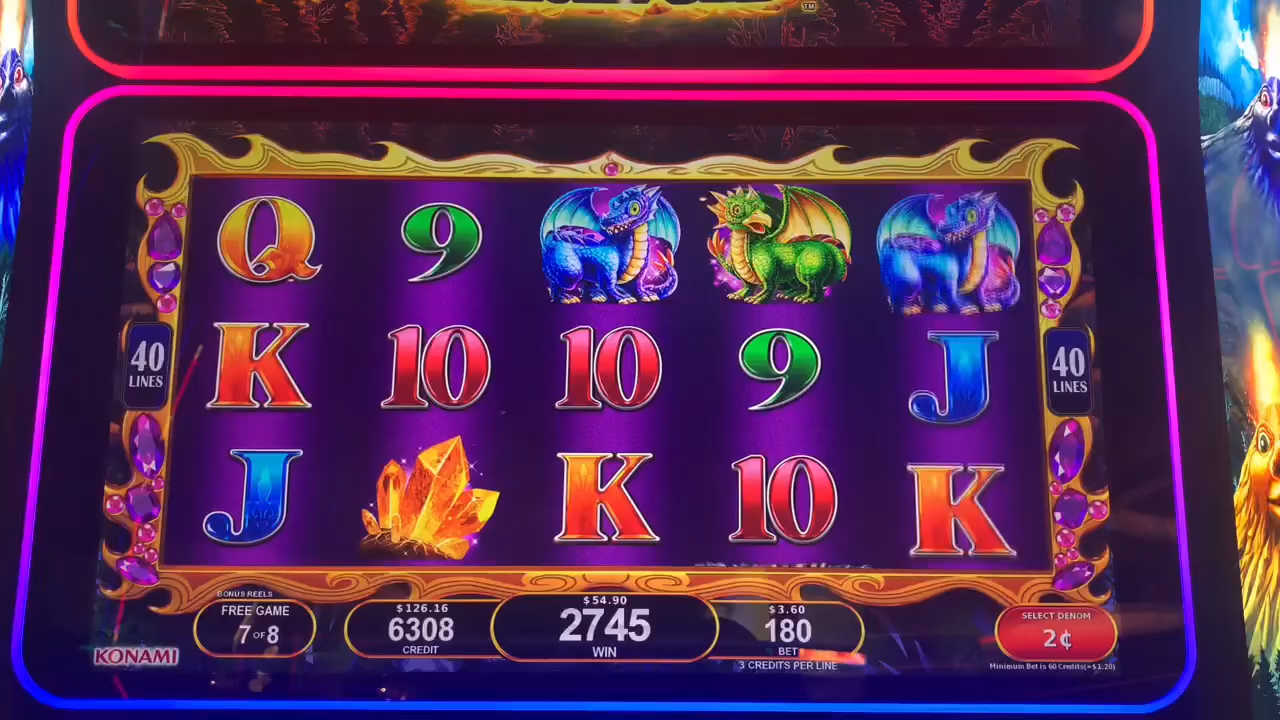 TM
Q 9
K 10 10 9 J
J K 10 K
40
LINES
40
LINES
BONUS REELS
FREE GAME
7 OF 8
$126.16
6308
CREDIT
$54.90
2745
WIN
$3.60
180
BET
3 CREDITS PER LINE
SELECT DENOM
2¢
Minimum Bet is 60 Credits(=$1.20)
KONAMI